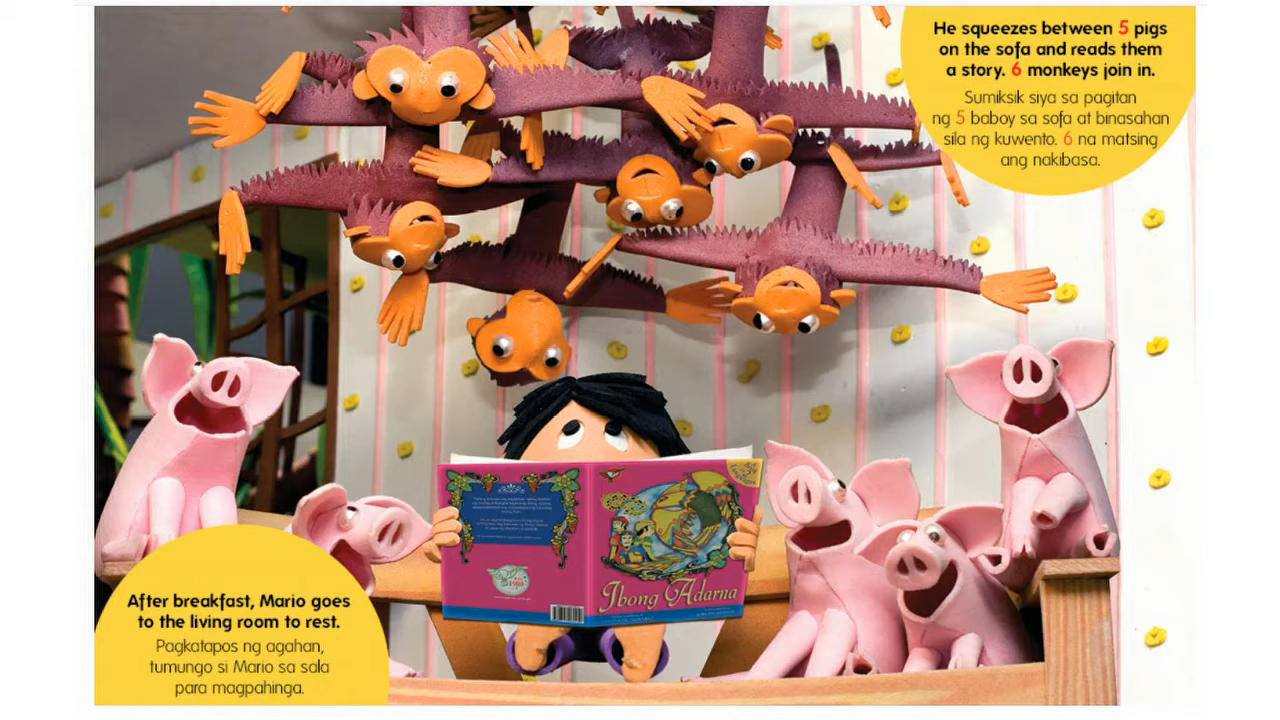 He squeezes between 5 pigs
on the sofa and reads them
a story. 6 monkeys join in.
Sumiksik siya sa pagitan
ng 5 baboy sa sofa at binasahan
sila ng kuwento. 6 na matsing
ang nakibasa.
Ibong Adarna
After breakfast, Mario goes
to the living room to rest.
Pagkatapos ng agahan,
tumungo si Mario sa sala
para magpahinga.